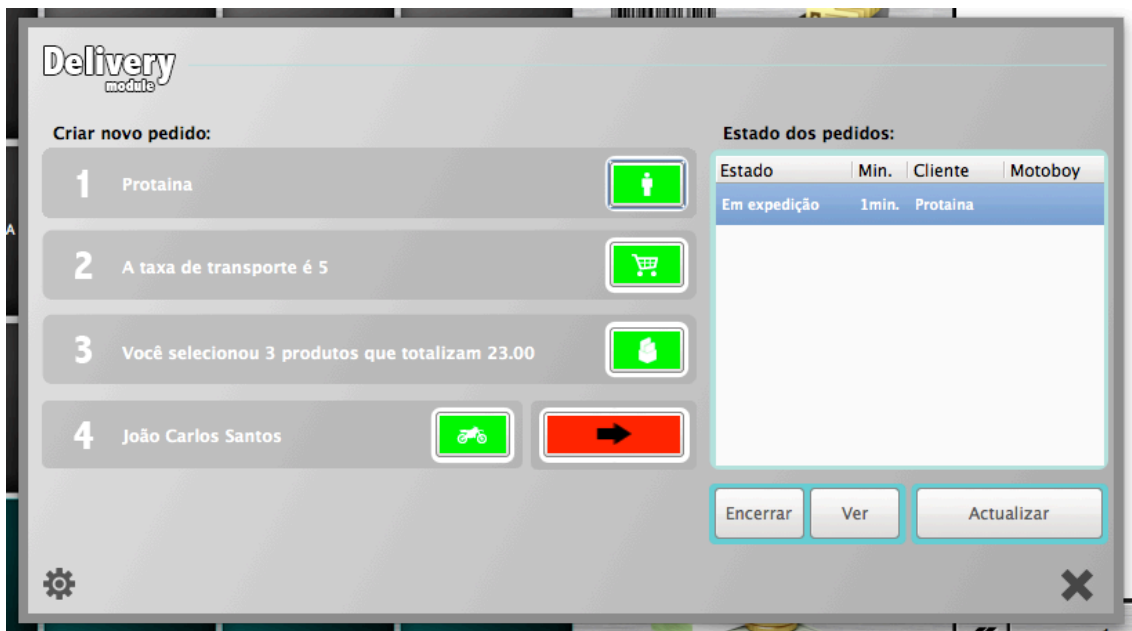 Delivery
module
Criar novo pedido:
1 Protaina
2 A taxa de transporte é 5
3 Você selecionou 3 produtos que totalizam 23.00
4 João Carlos Santos
Estado dos pedidos:
Estado Min. Cliente Motoboy
Em expedição 1min. Protaina
Encerrar Ver Actualizar
A